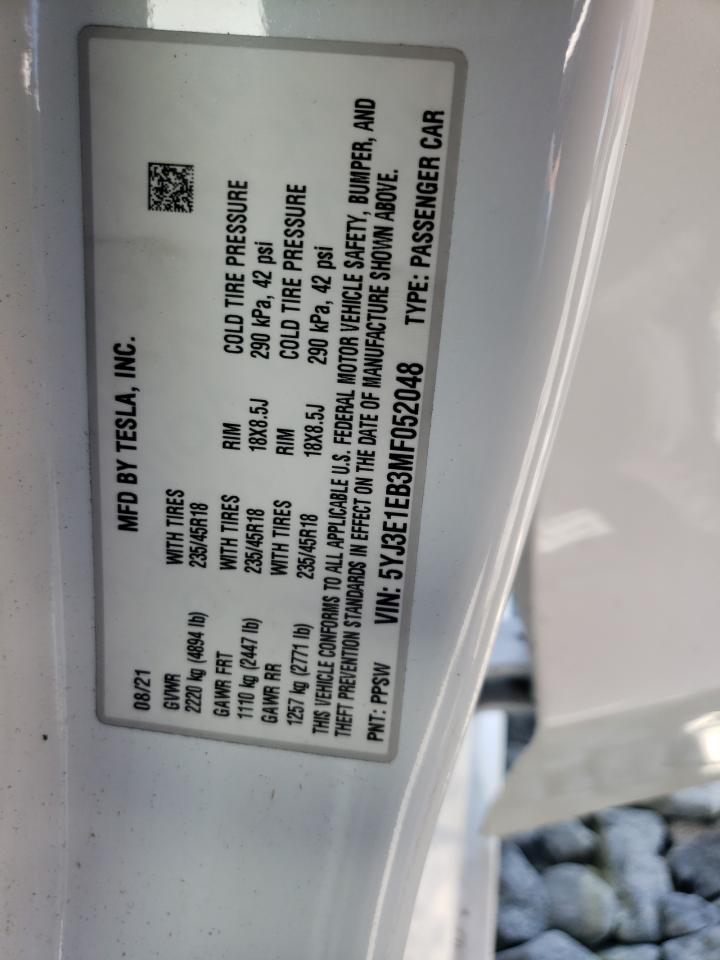 MFD BY TESLA, INC.
08/21
GVWR WITH TIRES
2220 kg (4894 lb) 235/45R18
GAWR FRT WITH TIRES RIM COLD TIRE PRESSURE
1110 kg (2447 lb) 235/45R18 18X8.5J 290 kPa, 42 psi
GAWR RR WITH TIRES RIM COLD TIRE PRESSURE
1257 kg (2771 lb) 235/45R18 18X8.5J 290 kPa, 42 psi
THIS VEHICLE CONFORMS TO ALL APPLICABLE U.S. FEDERAL MOTOR VEHICLE SAFETY, BUMPER, AND
THEFT PREVENTION STANDARDS IN EFFECT ON THE DATE OF MANUFACTURE SHOWN ABOVE.
PNT: PPSW VIN: 5YJ3E1EB3MF052048 TYPE: PASSENGER CAR